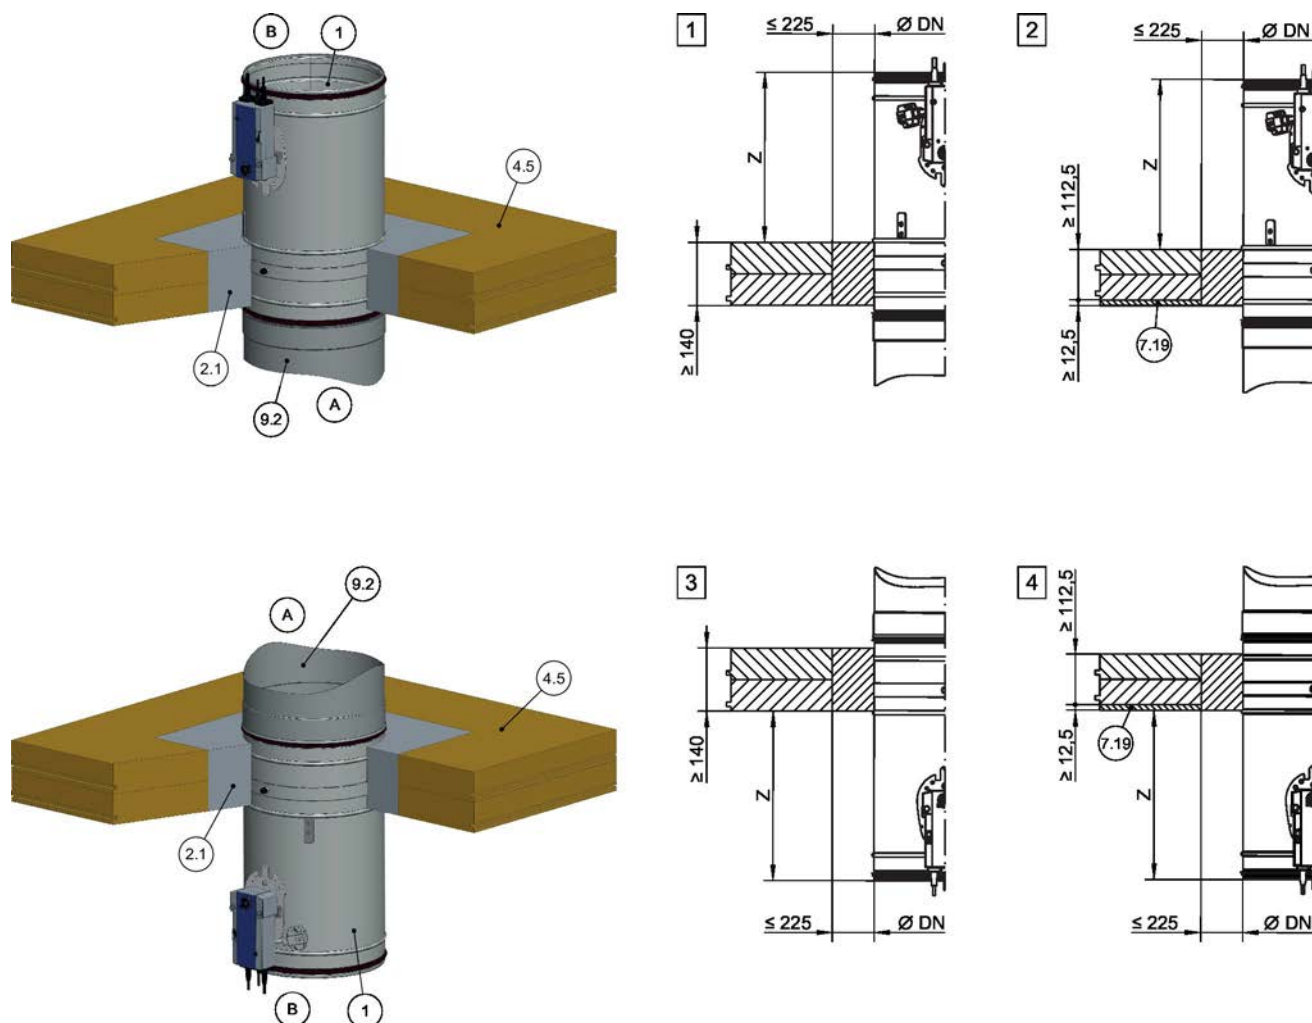 B
1
4.5
2.1
9.2
A
1
≤ 225
Ø DN
Z
≥ 140
2
≤ 225
Ø DN
Z
≥ 112,5
≥ 12,5
7.19
9.2
A
4.5
2.1
B
1
3
≥ 140
Z
≤ 225
Ø DN
4
≥ 112,5
≥ 12,5
7.19
Z
≤ 225
Ø DN